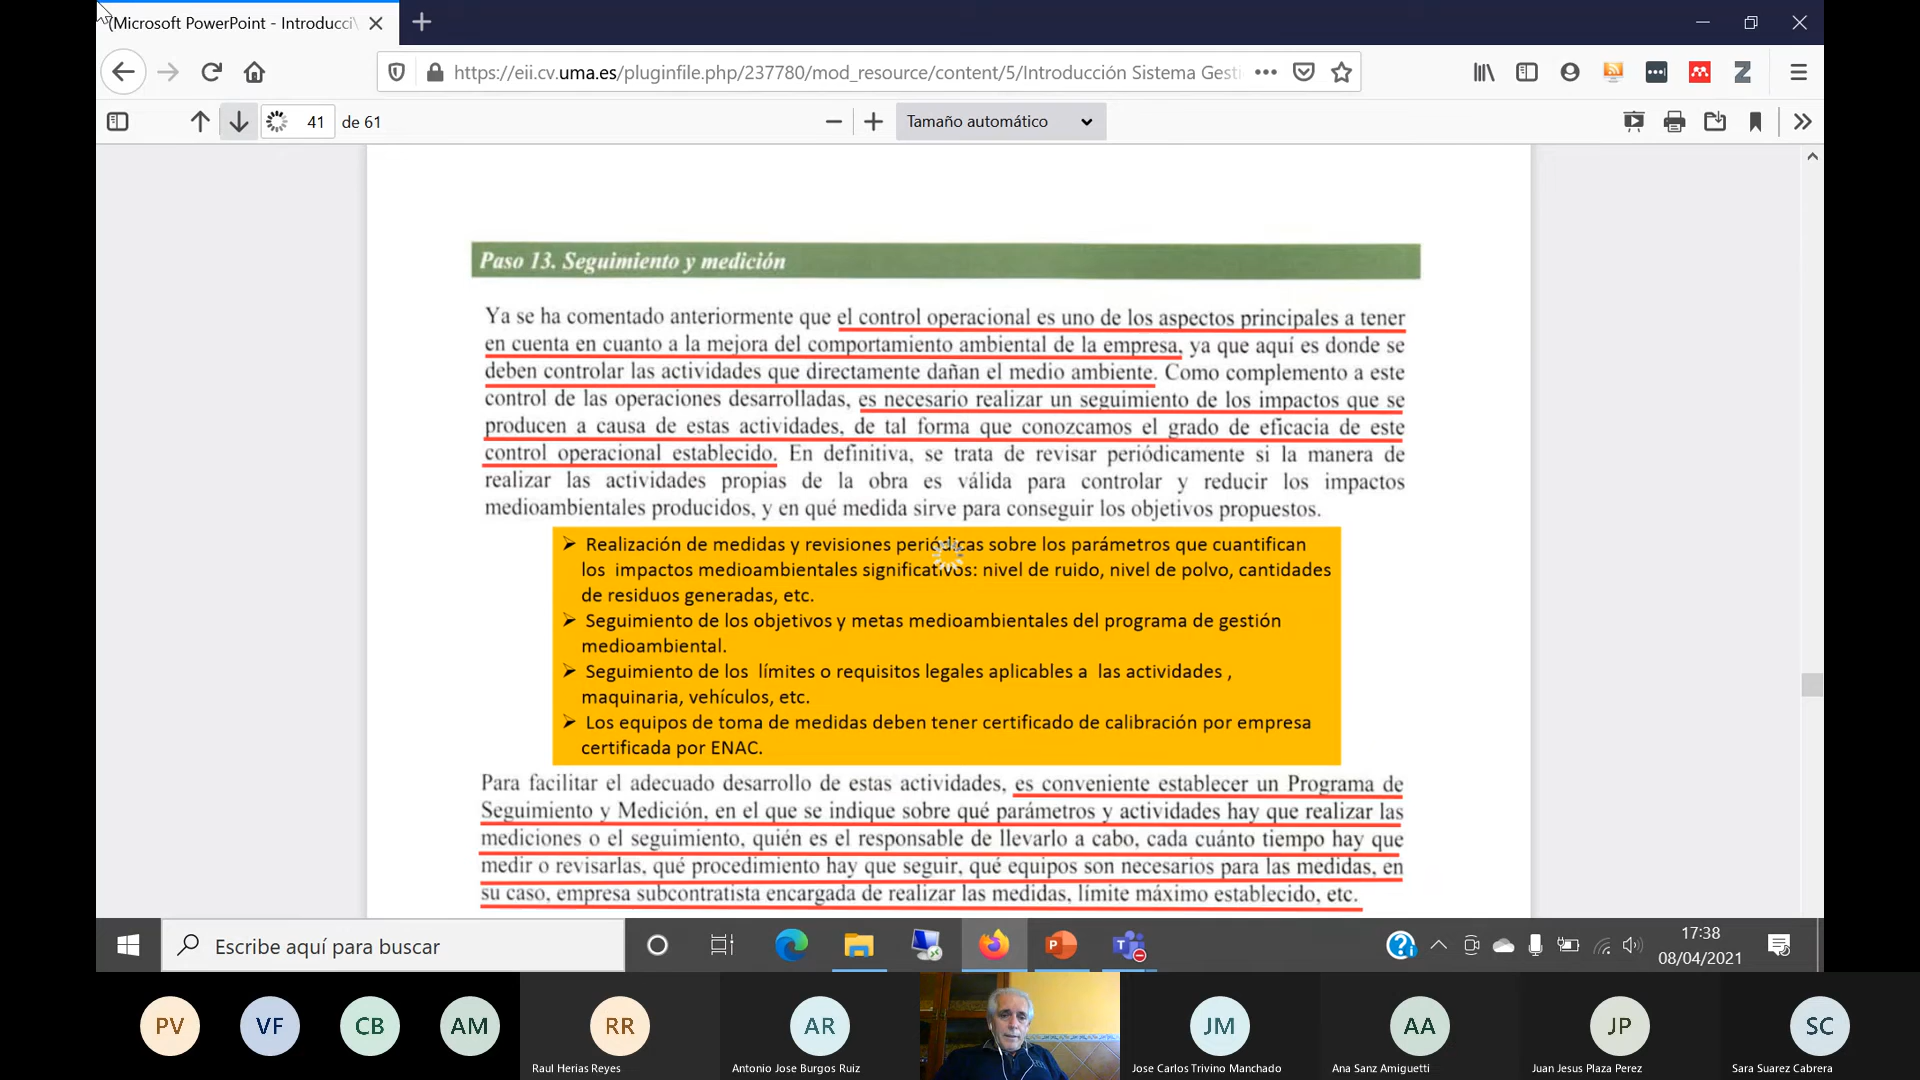 (Microsoft PowerPoint - Introducci
https://eii.cv.uma.es/pluginfile.php/237780/mod_resource/content/5/Introducción Sistema Gest
41 de 61
Tamaño automático
Paso 13. Seguimiento y medición
Ya se ha comentado anteriormente que el control operacional es uno de los aspectos principales a tener
en cuenta en cuanto a la mejora del comportamiento ambiental de la empresa, ya que aquí es donde se
deben controlar las actividades que directamente dañan el medio ambiente. Como complemento a este
control de las operaciones desarrolladas, es necesario realizar un seguimiento de los impactos que se
producen a causa de estas actividades, de tal forma que conozcamos el grado de eficacia de este
control operacional establecido. En definitiva, se trata de revisar periódicamente si la manera de
realizar las actividades propias de la obra es válida para controlar y reducir los impactos
medioambientales producidos, y en qué medida sirve para conseguir los objetivos propuestos.
➢ Realización de medidas y revisiones periódicas sobre los parámetros que cuantifican
los impactos medioambientales significativos: nivel de ruido, nivel de polvo, cantidades
de residuos generadas, etc.
➢ Seguimiento de los objetivos y metas medioambientales del programa de gestión
medioambiental.
➢ Seguimiento de los límites o requisitos legales aplicables a las actividades ,
maquinaria, vehículos, etc.
➢ Los equipos de toma de medidas deben tener certificado de calibración por empresa
certificada por ENAC.
Para facilitar el adecuado desarrollo de estas actividades, es conveniente establecer un Programa de
Seguimiento y Medición, en el que se indique sobre qué parámetros y actividades hay que realizar las
mediciones o el seguimiento, quién es el responsable de llevarlo a cabo, cada cuánto tiempo hay que
medir o revisarlas, qué procedimiento hay que seguir, qué equipos son necesarios para las medidas, en
su caso, empresa subcontratista encargada de realizar las medidas, límite máximo establecido, etc.
Escribe aquí para buscar
17:38
08/04/2021
PV VF CB AM RR AR JM AA JP SC
Raul Herias Reyes
Antonio Jose Burgos Ruiz
Jose Carlos Trivino Manchado
Ana Sanz Amiguetti
Juan Jesus Plaza Perez
Sara Suarez Cabrera